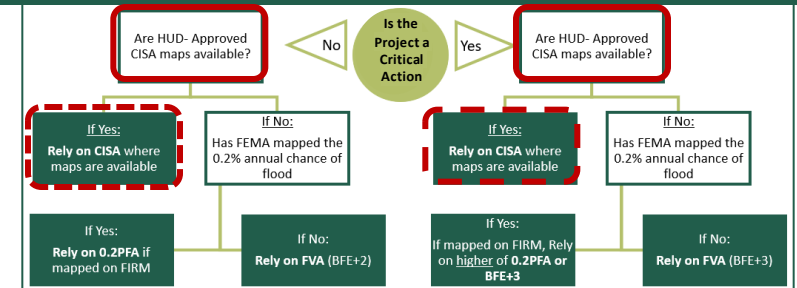 Is the
Project a
Critical
Action
No
Yes
Are HUD- Approved
CISA maps available?
Are HUD- Approved
CISA maps available?
If Yes:
Rely on CISA where
maps are available
If No:
Has FEMA mapped the
0.2% annual chance of
flood
If Yes:
Rely on CISA where
maps are available
If No:
Has FEMA mapped the
0.2% annual chance of
flood
If Yes:
Rely on 0.2PFA if
mapped on FIRM
If No:
Rely on FVA (BFE+2)
If Yes:
If mapped on FIRM, Rely
on higher of 0.2PFA or
BFE+3
If No:
Rely on FVA (BFE+3)